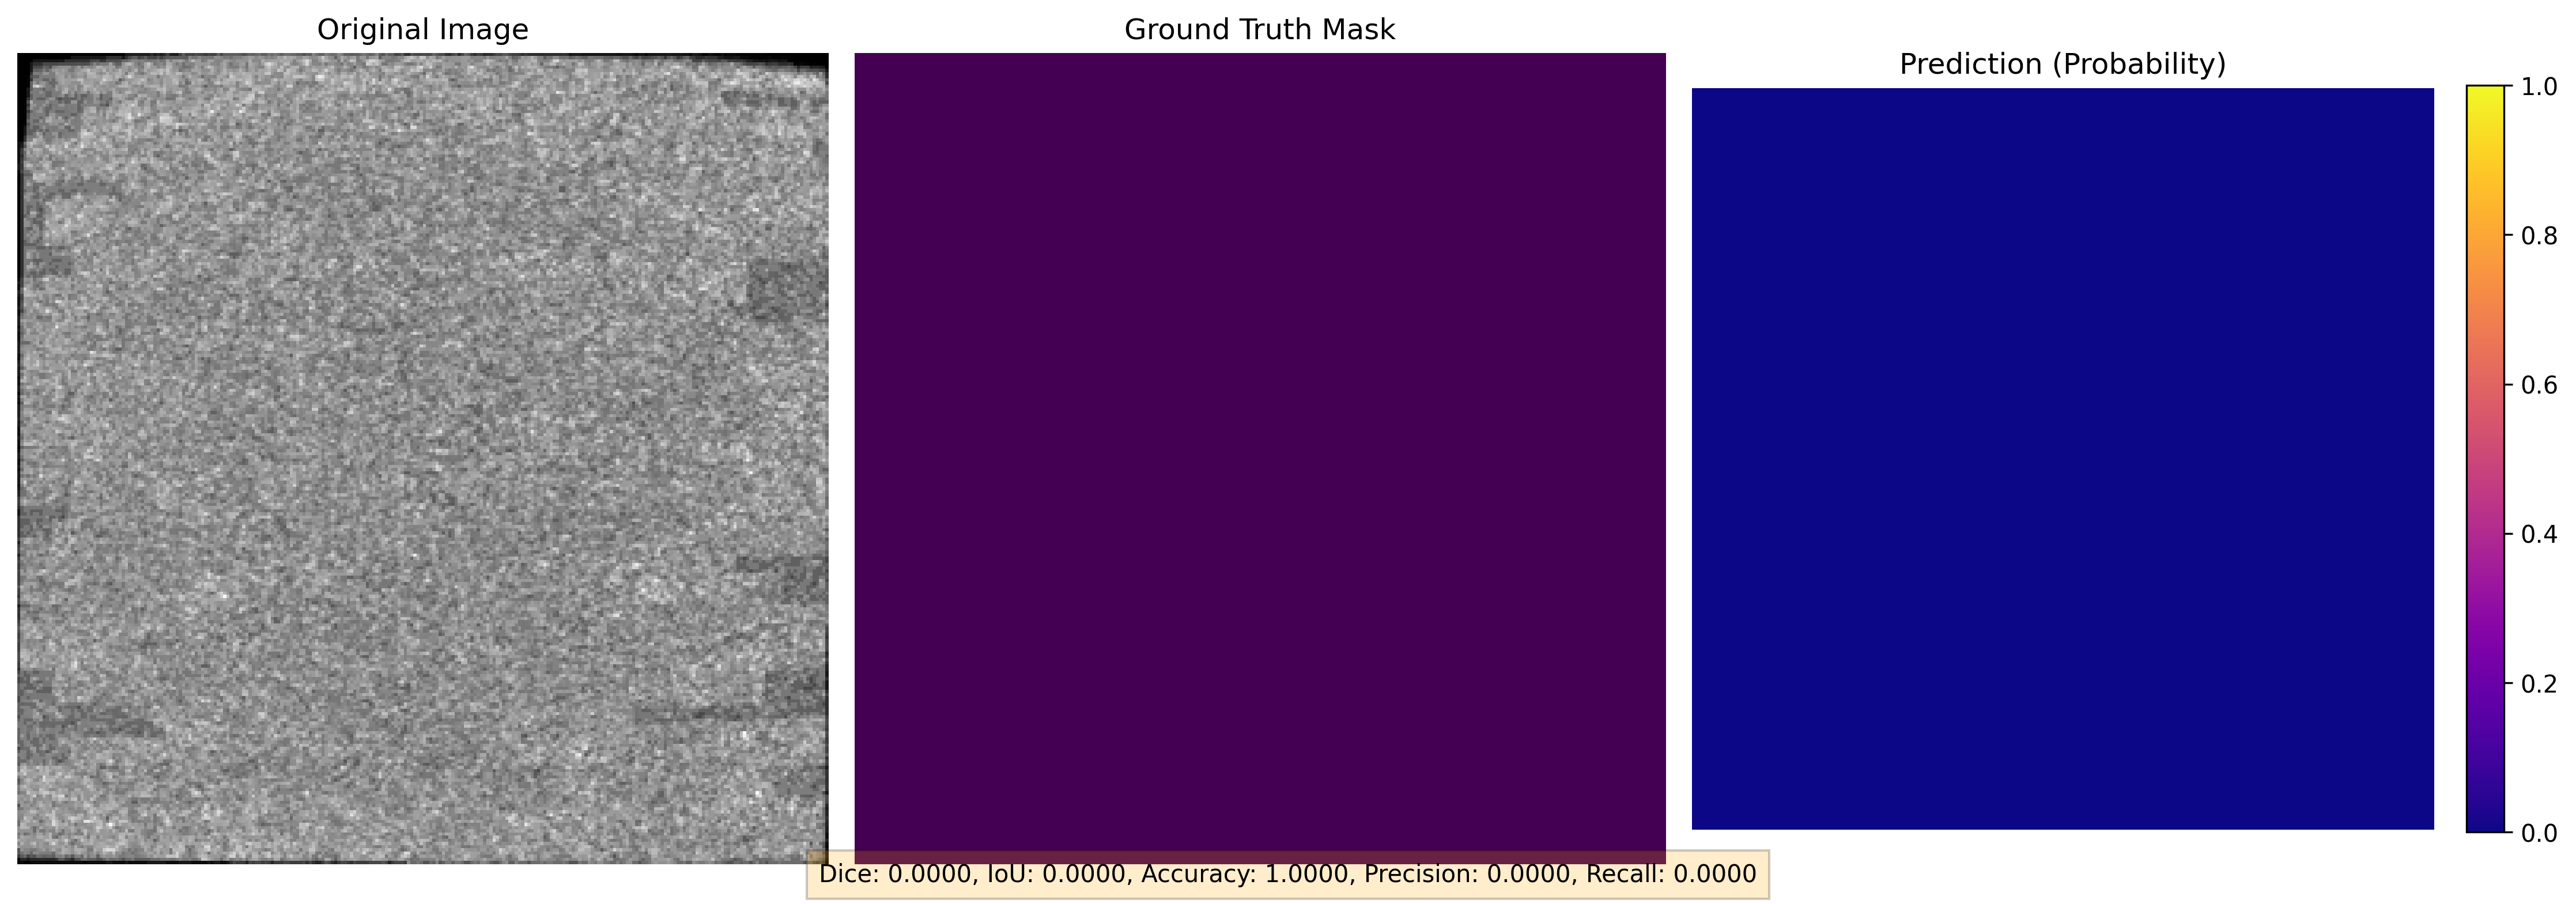 Original Image
Ground Truth Mask
Prediction (Probability)
1.0
0.8
0.6
0.4
0.2
0.0
Dice: 0.0000, IoU: 0.0000, Accuracy: 1.0000, Precision: 0.0000, Recall: 0.0000